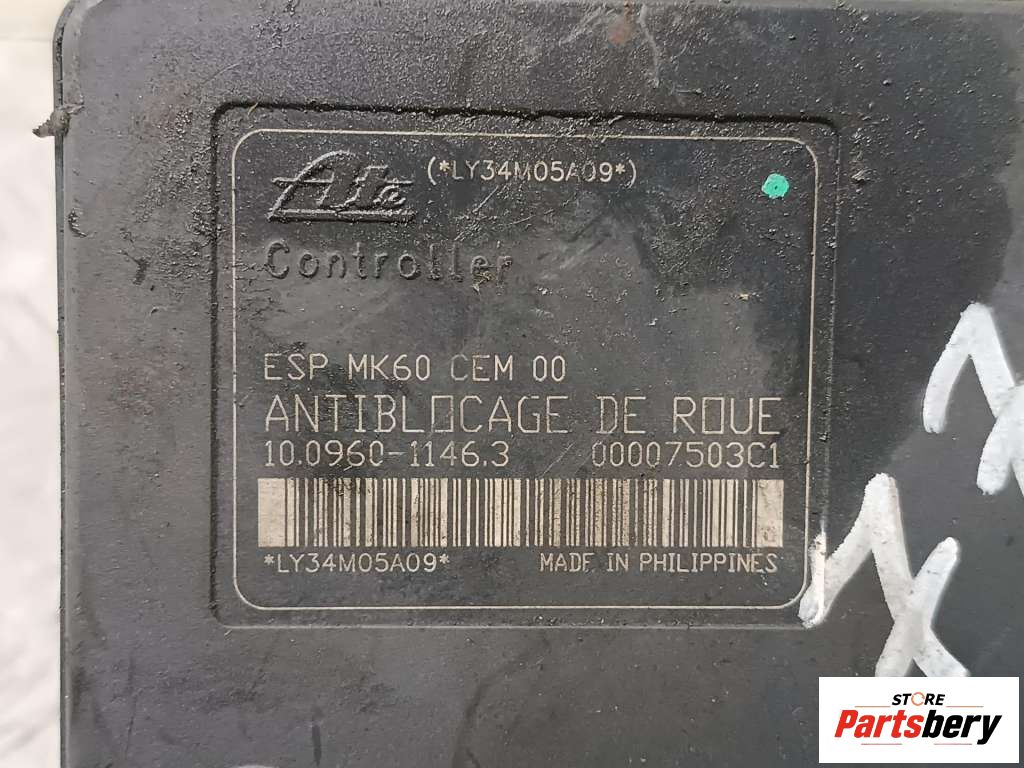 Ate (*LY34M05A09*)
Controller
ESP MK60 CEM 00
ANTIBLOCAGE DE ROUE
10.0960-1146.3 00007503C1
*LY34M05A09* MADE IN PHILIPPINES
STORE
Partsbery